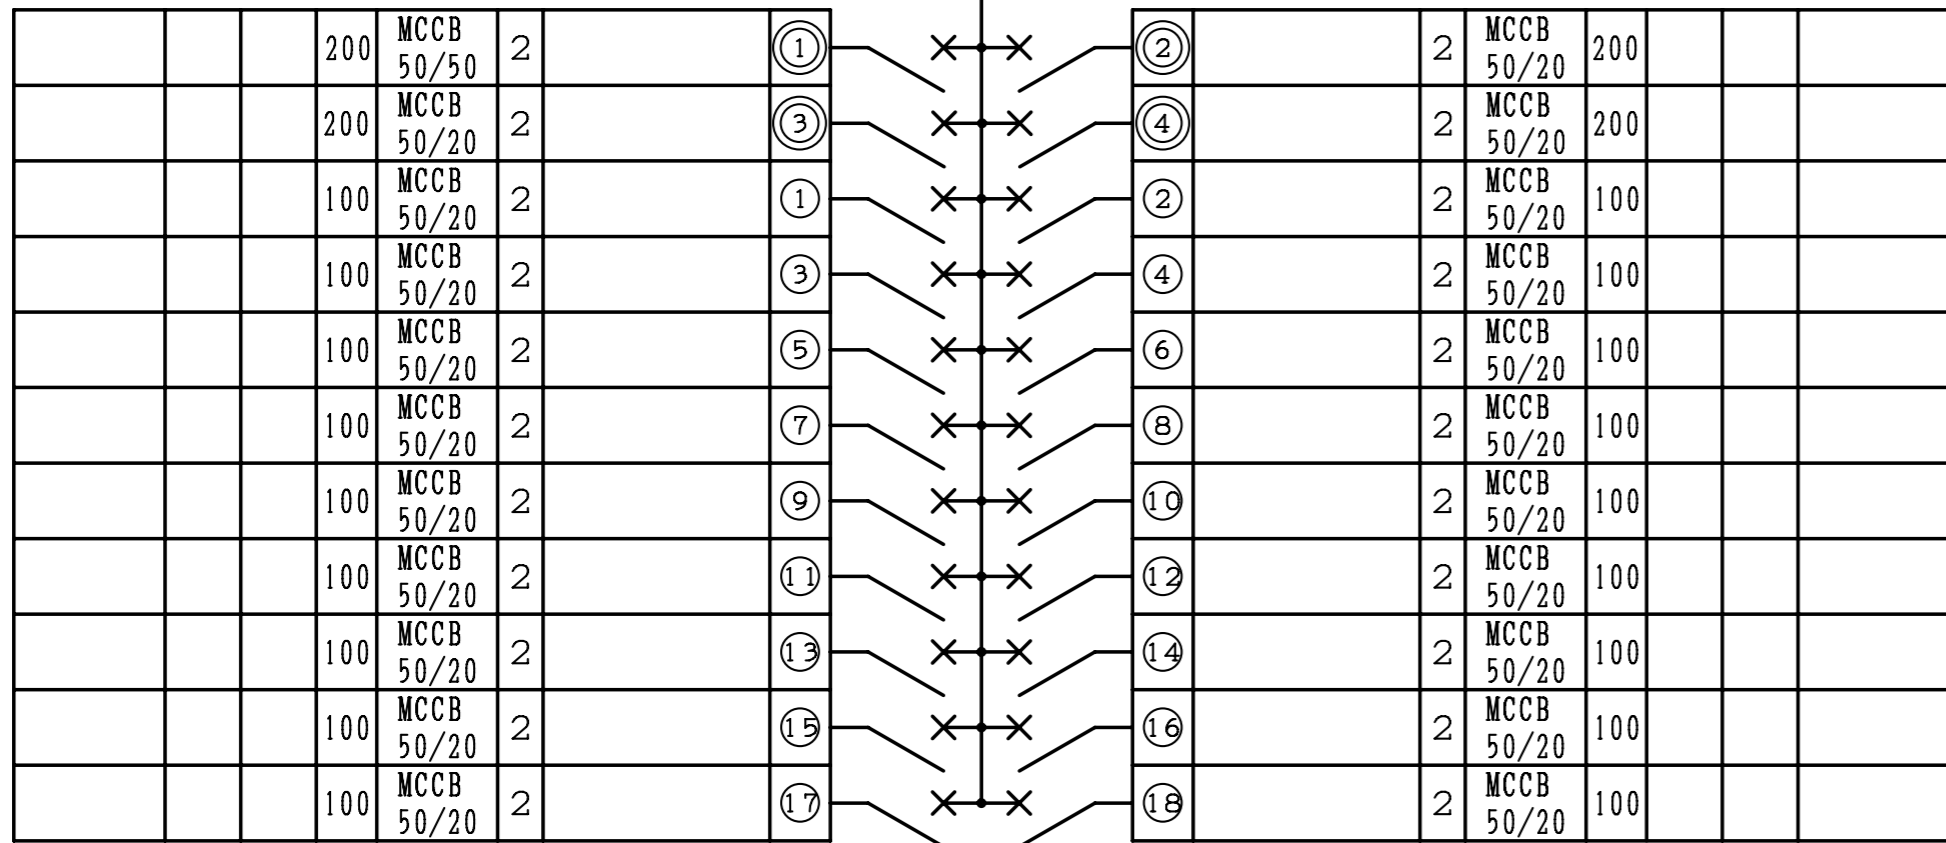 200 MCCB 50/50 2 1 2 2 MCCB 50/20 200
200 MCCB 50/20 2 3 4 2 MCCB 50/20 200
100 MCCB 50/20 2 1 2 2 MCCB 50/20 100
100 MCCB 50/20 2 3 4 2 MCCB 50/20 100
100 MCCB 50/20 2 5 6 2 MCCB 50/20 100
100 MCCB 50/20 2 7 8 2 MCCB 50/20 100
100 MCCB 50/20 2 9 10 2 MCCB 50/20 100
100 MCCB 50/20 2 11 12 2 MCCB 50/20 100
100 MCCB 50/20 2 13 14 2 MCCB 50/20 100
100 MCCB 50/20 2 15 16 2 MCCB 50/20 100
100 MCCB 50/20 2 17 18 2 MCCB 50/20 100